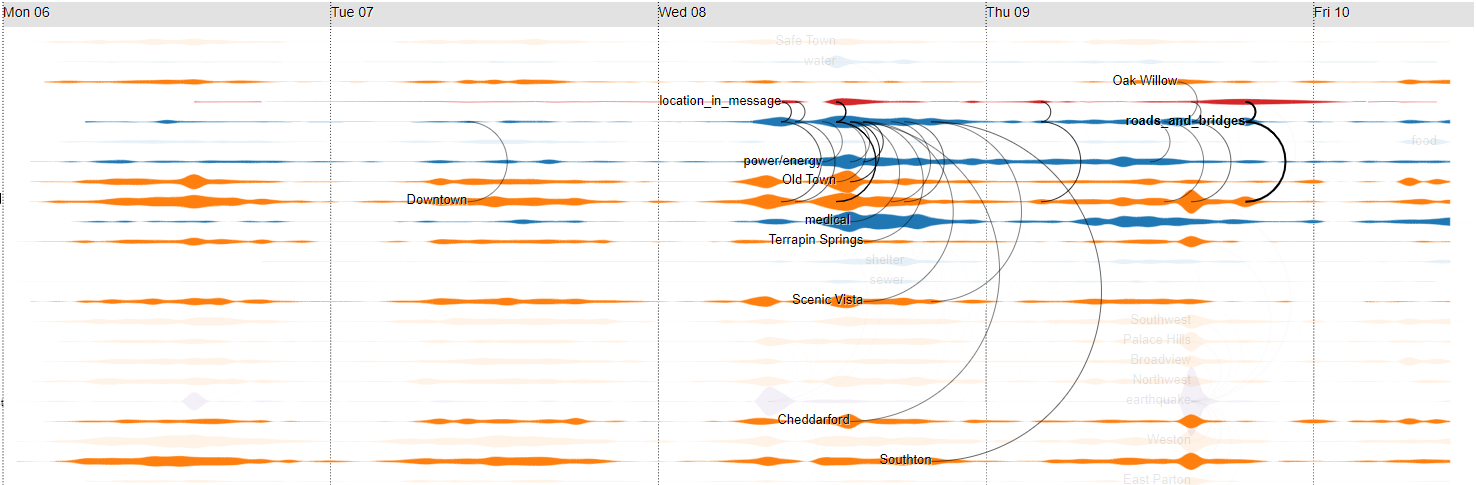 Mon 06 Tue 07 Wed 08 Thu 09 Fri 10
Safe Town
water
Oak Willow
location_in_message
roads_and_bridges
food
power/energy
Old Town
Downtown
medical
Terrapin Springs
shelter
sewer
Scenic Vista
Southwest
Palace Hills
Broadview
Northwest
earthquake
Cheddarford
Weston
Southton
East Parton